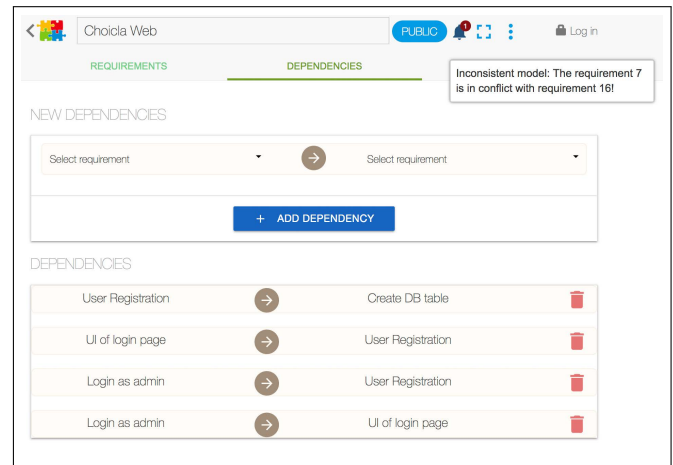 Choicla Web
PUBLIC
1
Log in
REQUIREMENTS
DEPENDENCIES
Inconsistent model: The requirement 7
is in conflict with requirement 16!
NEW DEPENDENCIES
Select requirement
Select requirement
+ ADD DEPENDENCY
DEPENDENCIES
User Registration
Create DB table
UI of login page
User Registration
Login as admin
User Registration
Login as admin
UI of login page